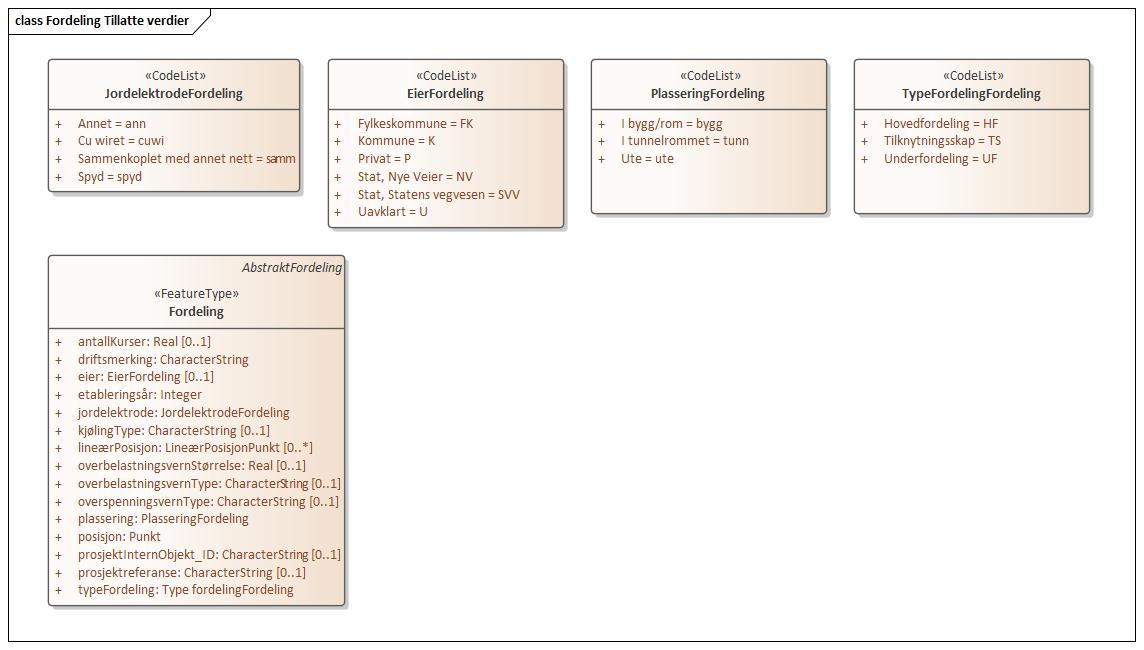 class Fordeling Tillatte verdier
«CodeList»
JordelektrodeFordeling
+ Annet = ann
+ Cu wiret = cuwi
+ Sammenkoplet med annet nett = samm
+ Spyd = spyd
«CodeList»
EierFordeling
+ Fylkeskommune = FK
+ Kommune = K
+ Privat = P
+ Stat, Nye Veier = NV
+ Stat, Statens vegvesen = SVV
+ Uavklart = U
«CodeList»
PlasseringFordeling
+ I bygg/rom = bygg
+ I tunnelrommet = tunn
+ Ute = ute
«CodeList»
TypeFordelingFordeling
+ Hovedfordeling = HF
+ Tilknytningsskap = TS
+ Underfordeling = UF
AbstraktFordeling
«FeatureType»
Fordeling
+ antallKurser: Real [0..1]
+ driftsmerking: CharacterString
+ eier: EierFordeling [0..1]
+ etableringsår: Integer
+ jordelektrode: JordelektrodeFordeling
+ kjølingType: CharacterString [0..1]
+ lineærPosisjon: LineærPosisjonPunkt [0..*]
+ overbelastningsvernStørrelse: Real [0..1]
+ overbelastningsvernType: CharacterString [0..1]
+ overspenningsvernType: CharacterString [0..1]
+ plassering: PlasseringFordeling
+ posisjon: Punkt
+ prosjektInternObjekt_ID: CharacterString [0..1]
+ prosjektreferanse: CharacterString [0..1]
+ typeFordeling: Type fordelingFordeling